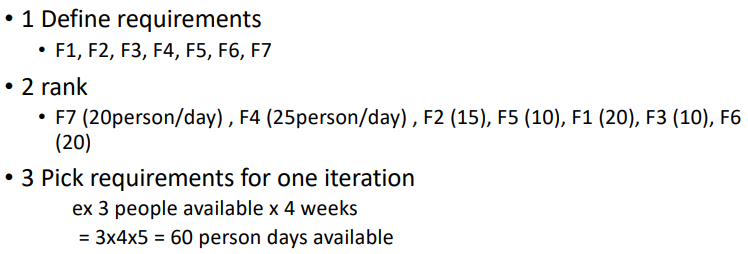 • 1 Define requirements
• F1, F2, F3, F4, F5, F6, F7
• 2 rank
• F7 (20person/day) , F4 (25person/day) , F2 (15), F5 (10), F1 (20), F3 (10), F6
(20)
• 3 Pick requirements for one iteration
ex 3 people available x 4 weeks
= 3x4x5 = 60 person days available